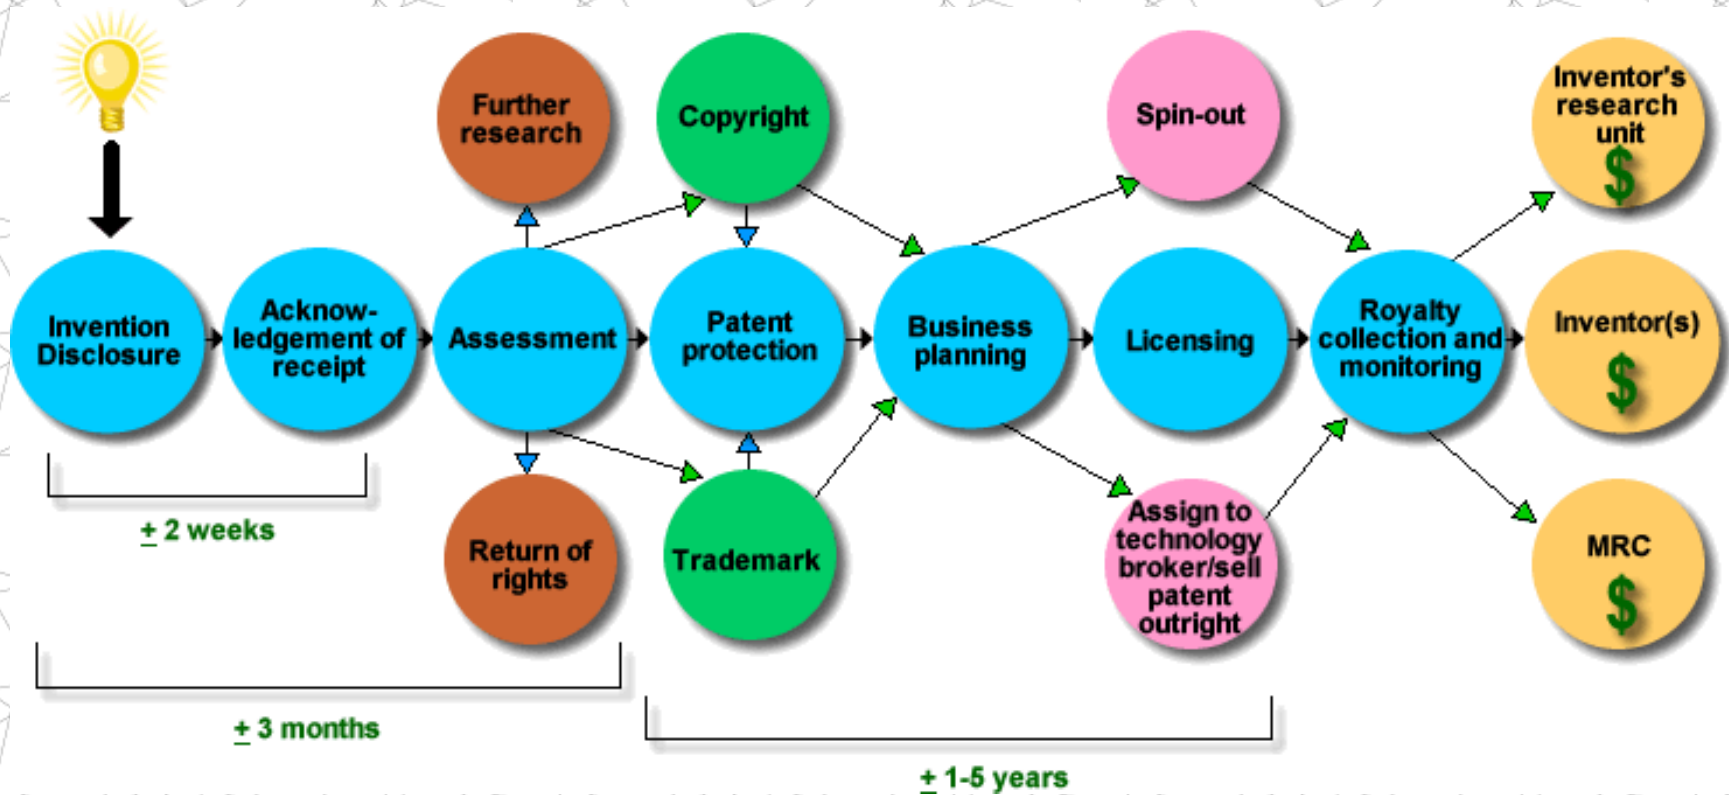 Further
research
Copyright
Spin-out
Inventor's
research
unit
$
Invention
Disclosure
Acknow-
ledgement of
receipt
Assessment
Patent
protection
Business
planning
Licensing
Royalty
collection and
monitoring
Inventor(s)
$
± 2 weeks
Return of
rights
Trademark
Assign to
technology
broker/sell
patent
outright
MRC
$
± 3 months
± 1-5 years